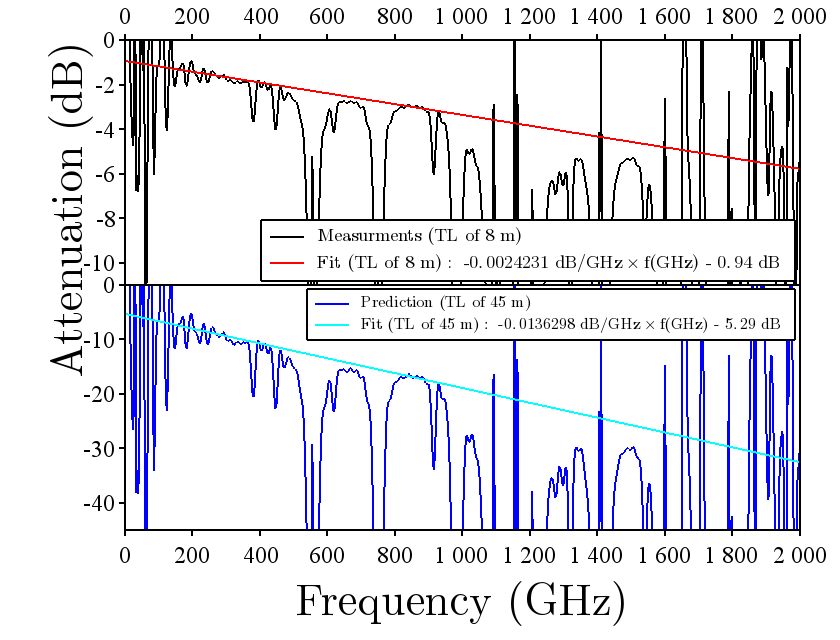 0 200 400 600 800 1 000 1 200 1 400 1 600 1 800 2 000
0
-2
-4
-6
-8
-10
Measurments (TL of 8 m)
Fit (TL of 8 m) : -0.0024231 dB/GHz × f(GHz) - 0.94 dB
Attenuation (dB)
0
-10
-20
-30
-40
Prediction (TL of 45 m)
Fit (TL of 45 m) : -0.0136298 dB/GHz × f(GHz) - 5.29 dB
0 200 400 600 800 1 000 1 200 1 400 1 600 1 800 2 000
Frequency (GHz)